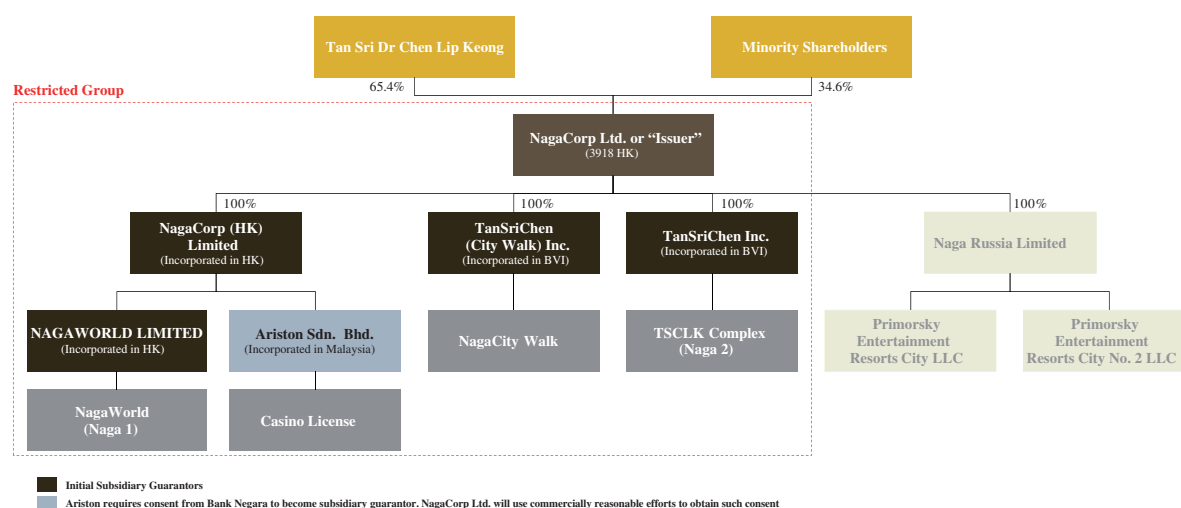 Tan Sri Dr Chen Lip Keong
Minority Shareholders
65.4%
34.6%
Restricted Group
NagaCorp Ltd. or “Issuer”
(3918 HK)
100%
100%
100%
100%
NagaCorp (HK)
Limited
(Incorporated in HK)
TanSriChen
(City Walk) Inc.
(Incorporated in BVI)
TanSriChen Inc.
(Incorporated in BVI)
Naga Russia Limited
NAGAWORLD LIMITED
(Incorporated in HK)
Ariston Sdn. Bhd.
(Incorporated in Malaysia)
NagaCity Walk
TSCLK Complex
(Naga 2)
Primorsky
Entertainment
Resorts City LLC
Primorsky
Entertainment
Resorts City No. 2 LLC
NagaWorld
(Naga 1)
Casino License
Initial Subsidiary Guarantors
Ariston requires consent from Bank Negara to become subsidiary guarantor. NagaCorp Ltd. will use commercially reasonable efforts to obtain such consent